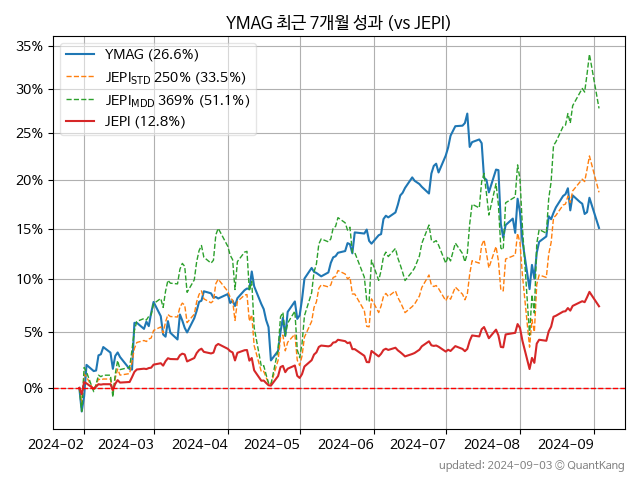 YMAG 최근 7개월 성과 (vs JEPI)
YMAG (26.6%)
JEPI_STD 250% (33.5%)
JEPI_MDD 369% (51.1%)
JEPI (12.8%)
35%
30%
25%
20%
15%
10%
5%
0%
2024-02 2024-03 2024-04 2024-05 2024-06 2024-07 2024-08 2024-09
updated: 2024-09-03 © QuantKang